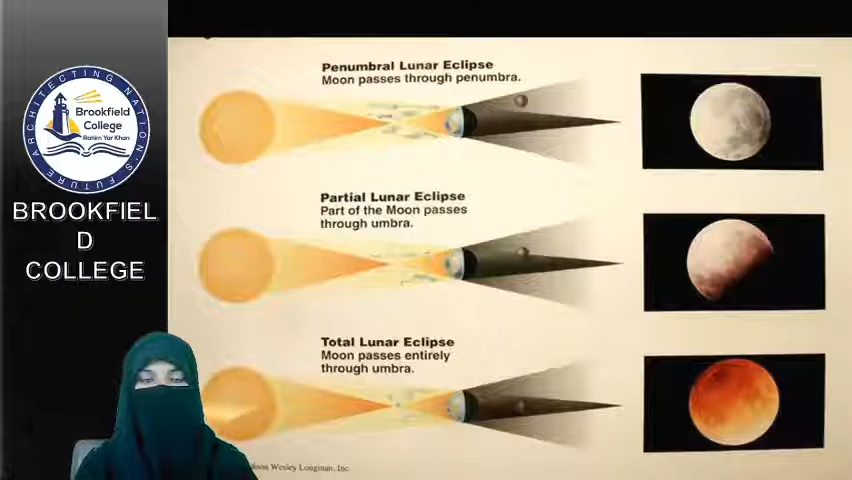 ARCHITECTING NATION'S FUTURE
Brookfield
College
Rahim Yar Khan
BROOKFIEL
D
COLLEGE
Penumbral Lunar Eclipse
Moon passes through penumbra.
Partial Lunar Eclipse
Part of the Moon passes
through umbra.
Total Lunar Eclipse
Moon passes entirely
through umbra.
Wesley Longman, Inc.